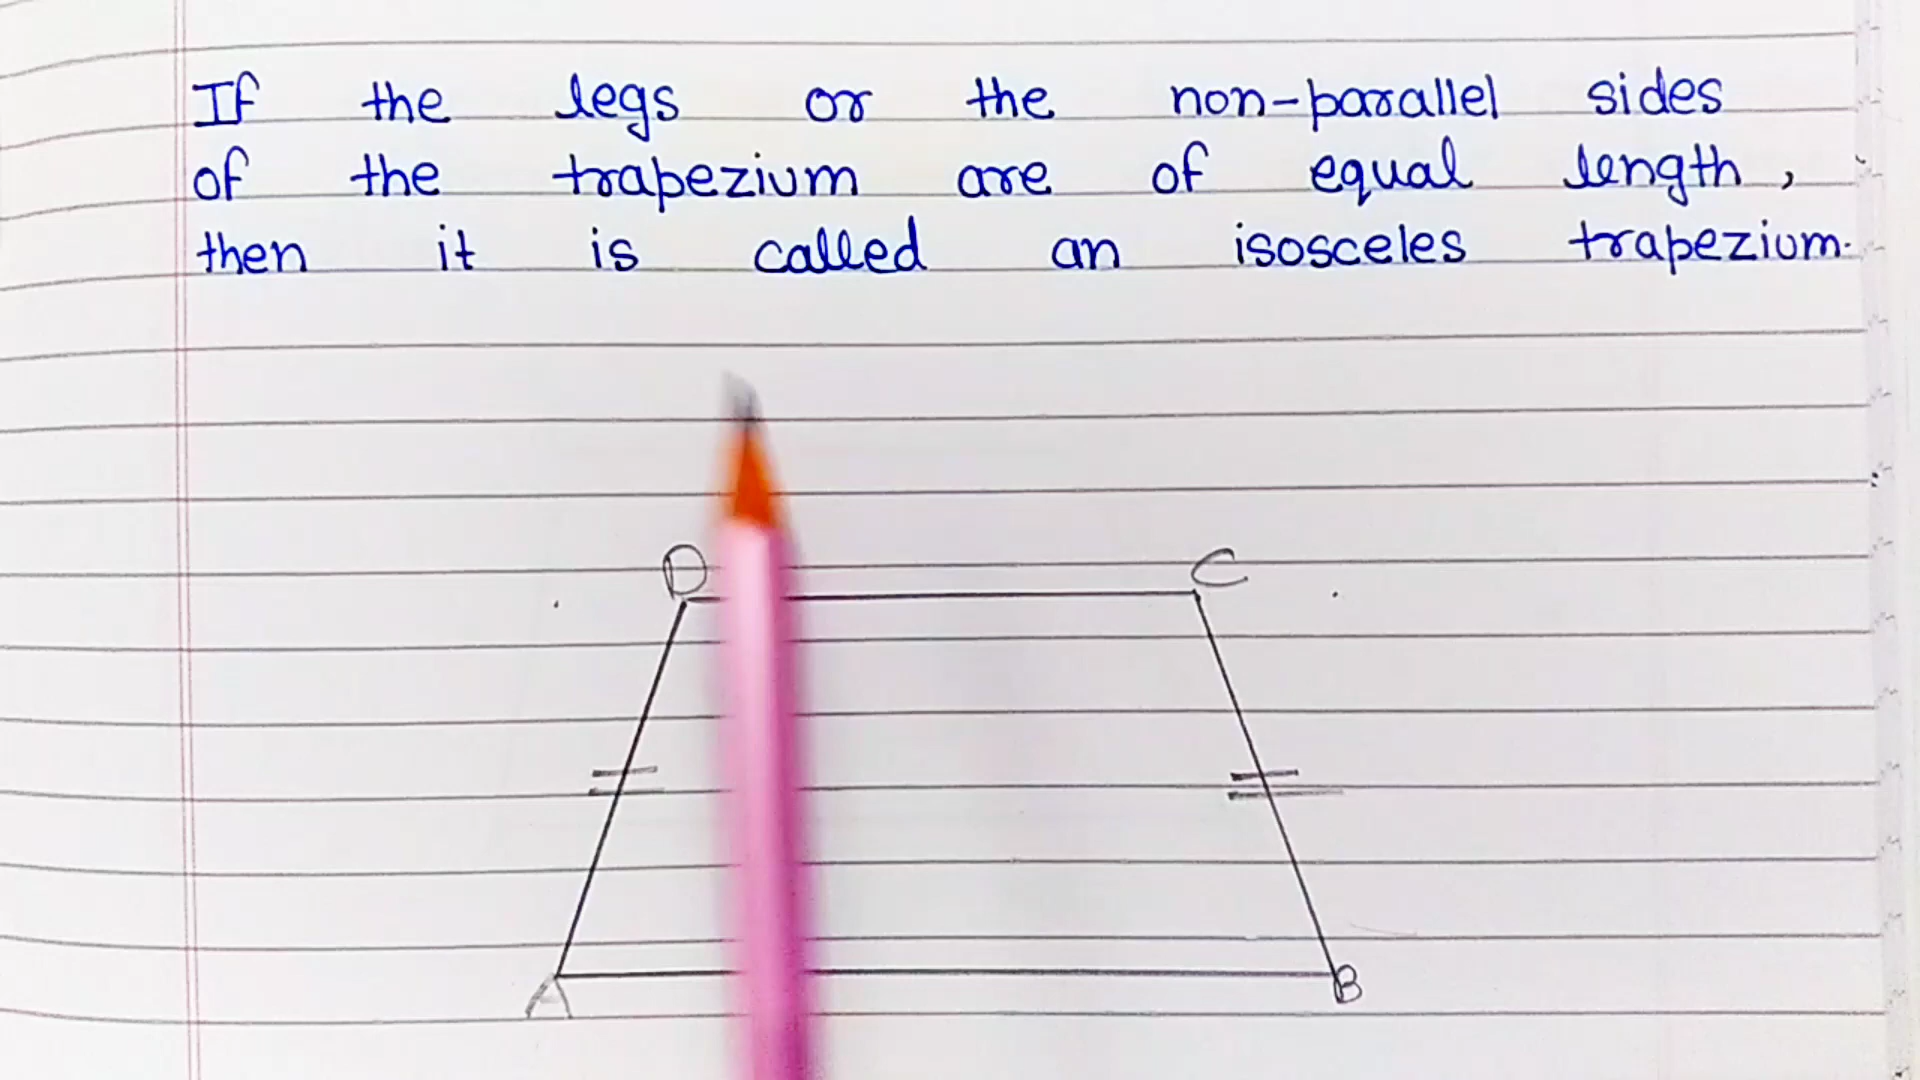 If the legs or the non-parallel sides
of the trapezium are of equal length,
then it is called an isosceles trapezium.
D C
A B